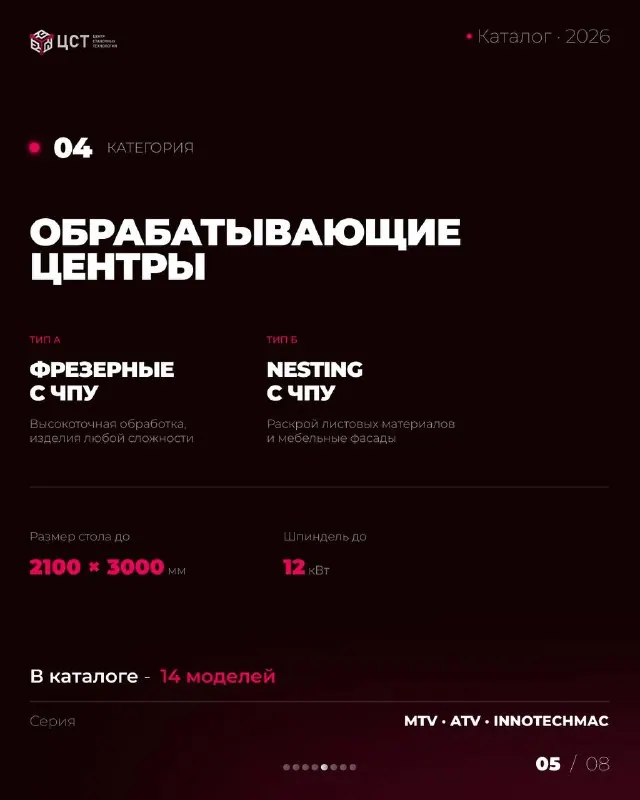 ЦСТ
• Каталог · 2026
04 КАТЕГОРИЯ
ОБРАБАТЫВАЮЩИЕ
ЦЕНТРЫ
ТИП А
ФРЕЗЕРНЫЕ
С ЧПУ
Высокоточная обработка,
изделия любой сложности
ТИП Б
NESTING
С ЧПУ
Раскрой листовых материалов
и мебельные фасады
Размер стола до
2100 × 3000 мм
Шпиндель до
12 кВт
В каталоге - 14 моделей
Серия
MTV · ATV · INNOTECHMAC
05 / 08